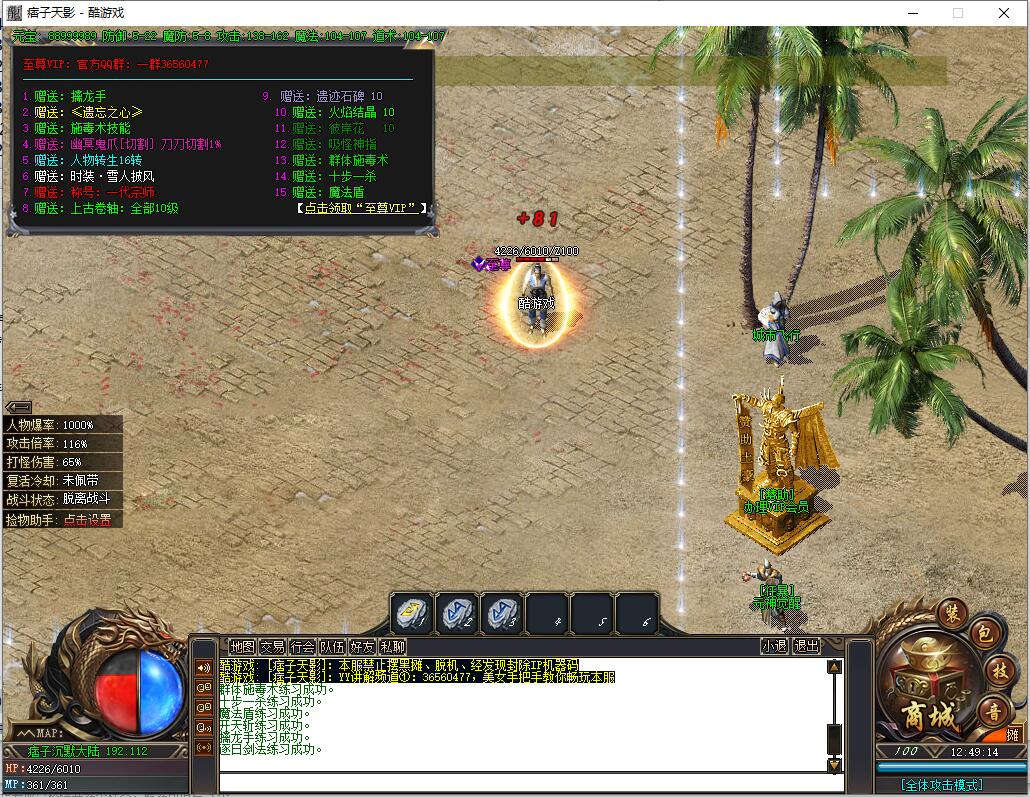 痞子天影 - 酷游戏
元宝: 88999989 防御:5-22 魔防:5-8 攻击:138-162 魔法:104-107 道术:104-107
至尊VIP: 官方QQ群: 一群36560477
1 赠送: 擒龙手
2 赠送: ≪遗忘之心≫
3 赠送: 施毒术技能
4 赠送: 幽冥鬼爪[切割] 刀刀切割1%
5 赠送: 人物转生16转
6 赠送: 时装·雪人披风
7 赠送: 称号: 一代宗师
8 赠送: 上古卷轴: 全部10级
9 赠送: 遗迹石碑 10
10 赠送: 火焰结晶 10
11 赠送: 彼岸花 10
12 赠送: 吸怪神指
13 赠送: 群体施毒术
14 赠送: 十步一杀
15 赠送: 魔法盾
【点击领取“至尊VIP”】
+81
4226/6010/Z100
至尊
酷游戏
城市飞行
赞助土豪
[赞助]
办理VIP会员
[狂暴]
元神觉醒
人物爆率: 1000%
攻击倍率: 116%
打怪伤害: 65%
复活冷却: 未佩带
战斗状态: 脱离战斗
捡物助手: 点击设置
1 2 3 4 5 6
地图 交易 行会 队伍 好友 私聊 小退 退出
酷游戏: [痞子天影]: 本服禁止摆黑摊、脱机、经发现封除IP机器码
酷游戏: [痞子天影]: YY讲解频道①: 36560477, 美女手把手教你畅玩本服
群体施毒术练习成功。
十步一杀练习成功。
魔法盾练习成功。
开天斩练习成功。
擒龙手练习成功。
逐日剑法练习成功。
MAP:
痞子沉默大陆 192:112
HP:4226/6010
MP:361/361
装
包
技
音
摊
商城
100 12:49:14
[全体攻击模式]